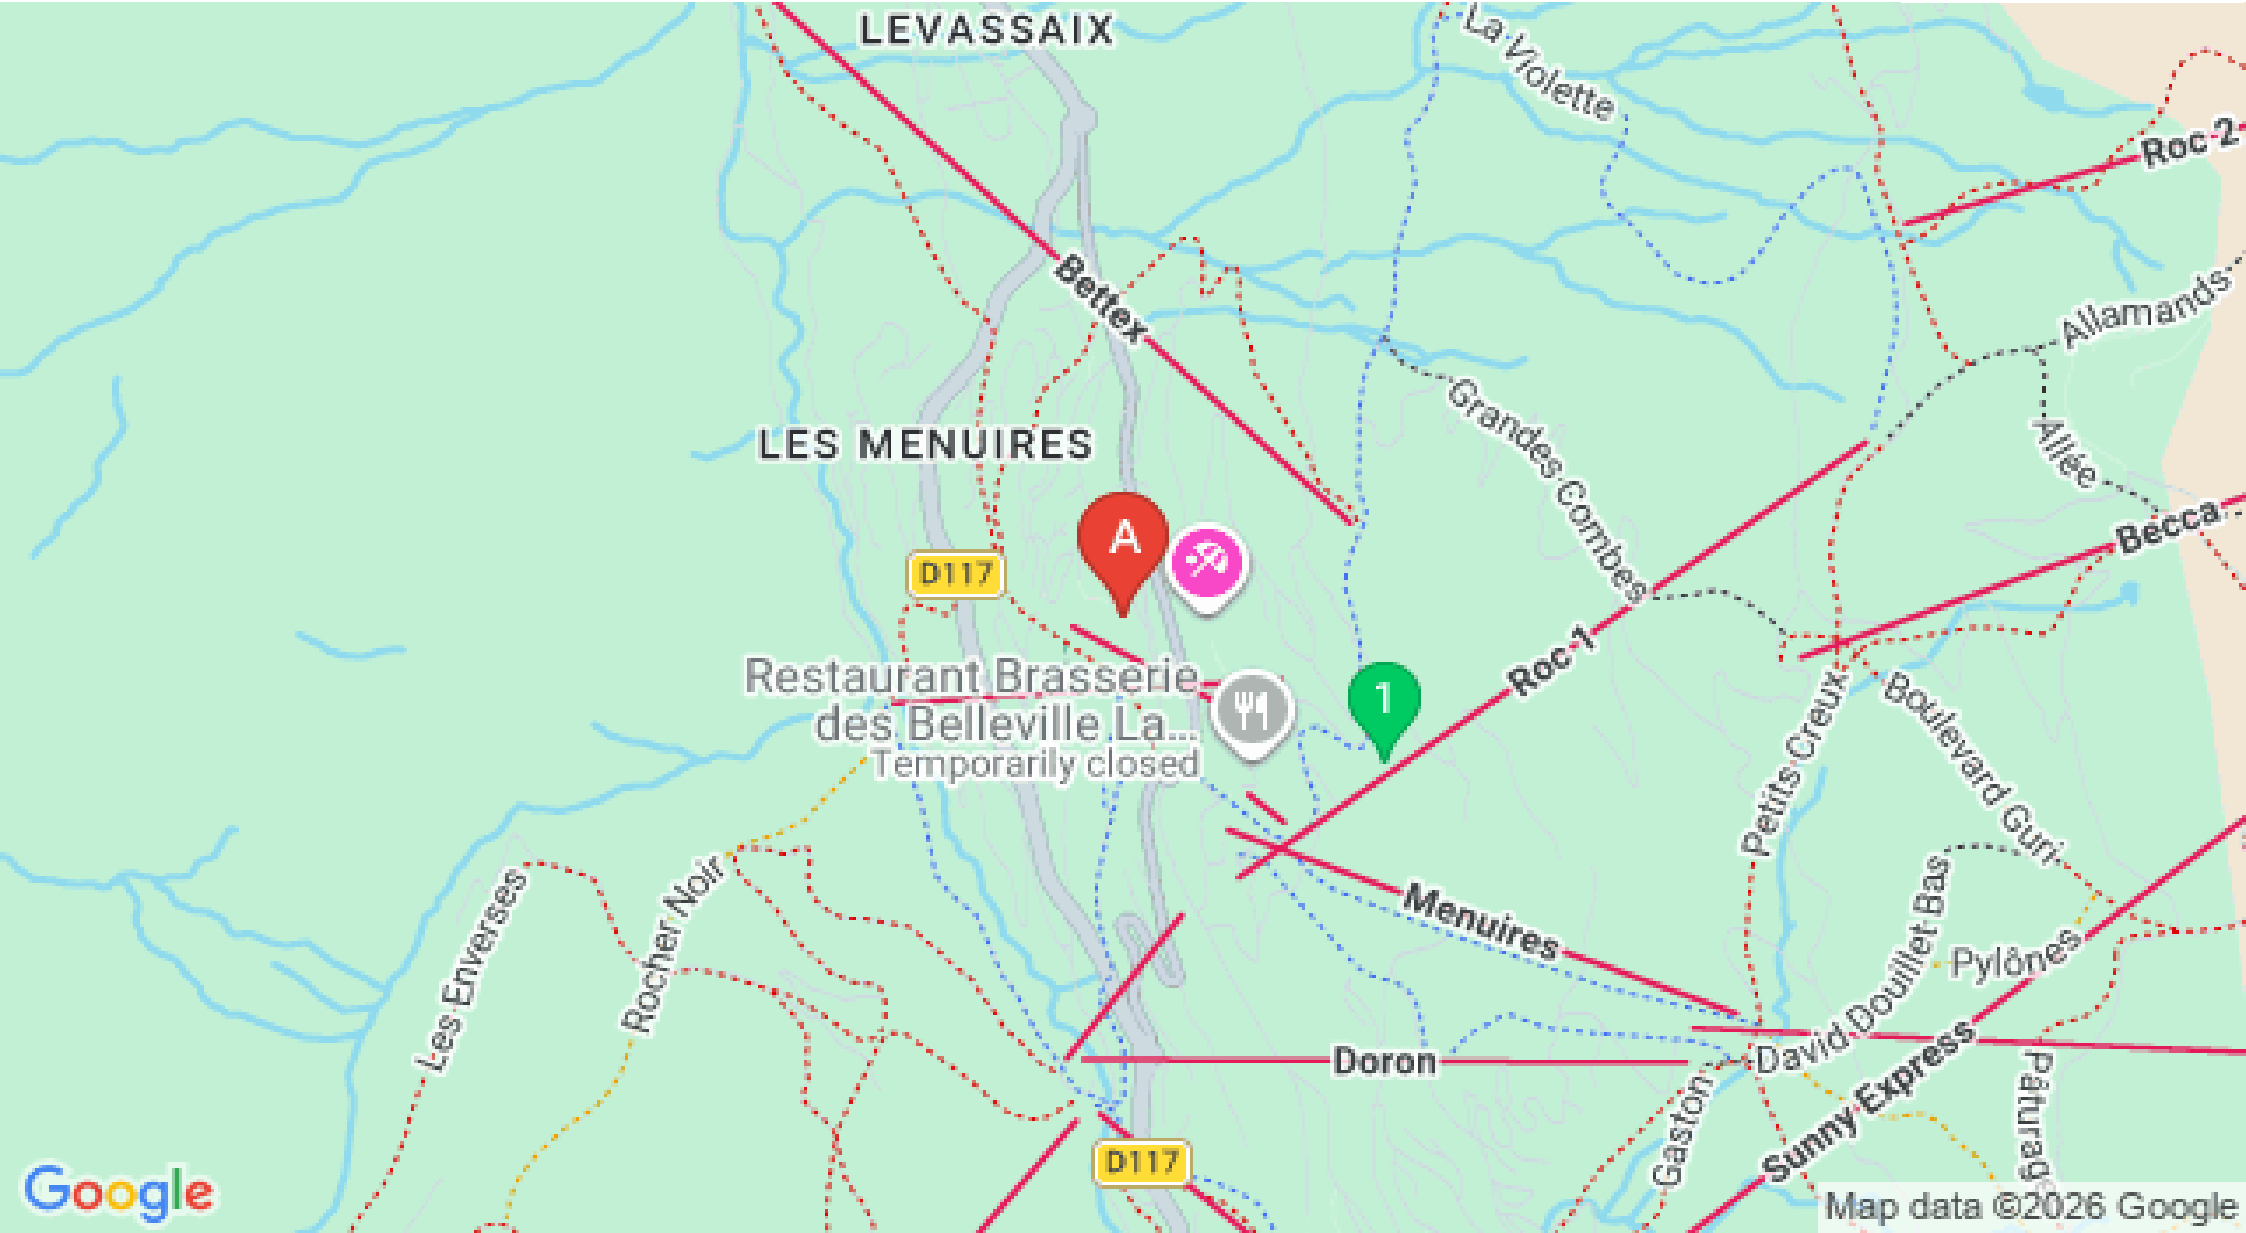 LEVASSAIX
La Violette
Roc 2
Bettex
Allamands
Grandes Combes
Allée
LES MENUIRES
Becca
A
D117
Roc 1
1
Restaurant Brasserie
des Belleville La...
Temporarily closed
Petits Creux
Boulevard Guri
Les Enverses
Rocher Noir
Menuires
David Douillet Bas
Pylônes
Doron
Gaston
Sunny Express
Pâturage
D117
Google
Map data ©2026 Google